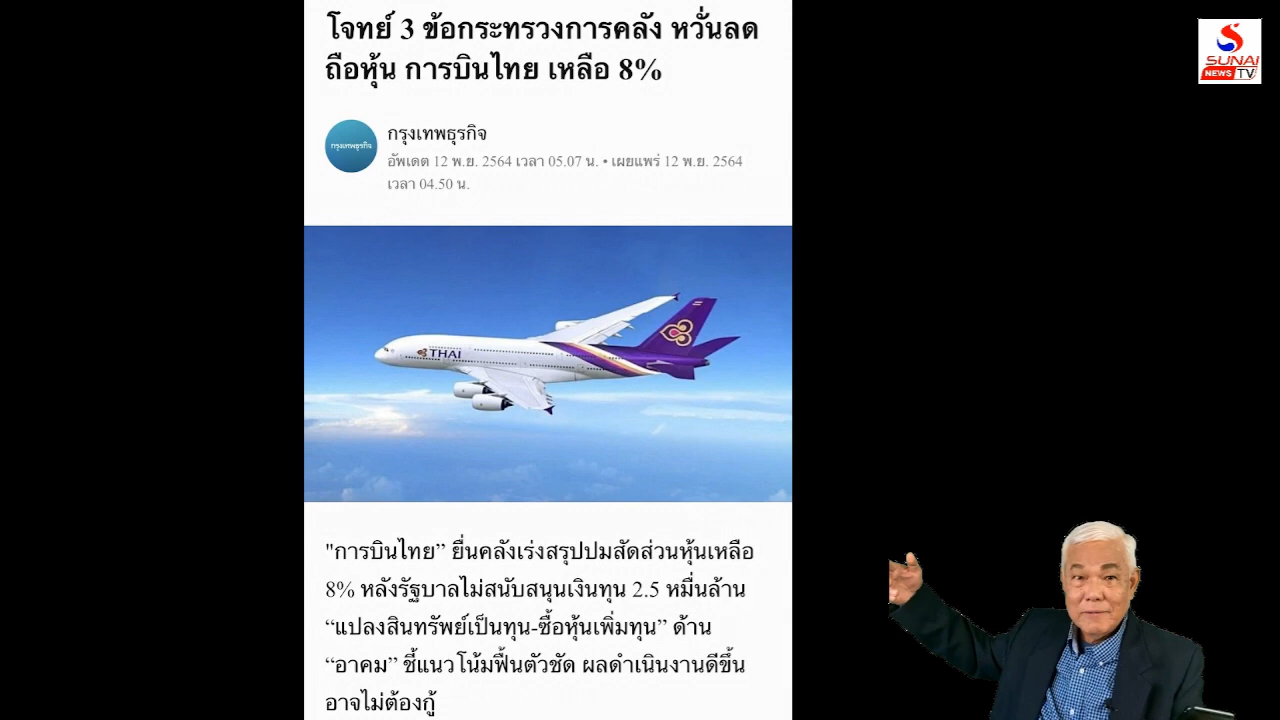 โจทย์ 3 ข้อกระทรวงการคลัง หวั่นลด
ถือหุ้น การบินไทย เหลือ 8%
กรุงเทพธุรกิจ
กรุงเทพธุรกิจ
อัพเดต 12 พ.ย. 2564 เวลา 05.07 น. • เผยแพร่ 12 พ.ย. 2564
เวลา 04.50 น.
THAI
"การบินไทย” ยื่นคลังเร่งสรุปปมสัดส่วนหุ้นเหลือ
8% หลังรัฐบาลไม่สนับสนุนเงินทุน 2.5 หมื่นล้าน
“แปลงสินทรัพย์เป็นทุน-ซื้อหุ้นเพิ่มทุน” ด้าน
“อาคม” ชี้แนวโน้มฟื้นตัวชัด ผลดำเนินงานดีขึ้น
อาจไม่ต้องกู้
SUNAI
NEWS TV